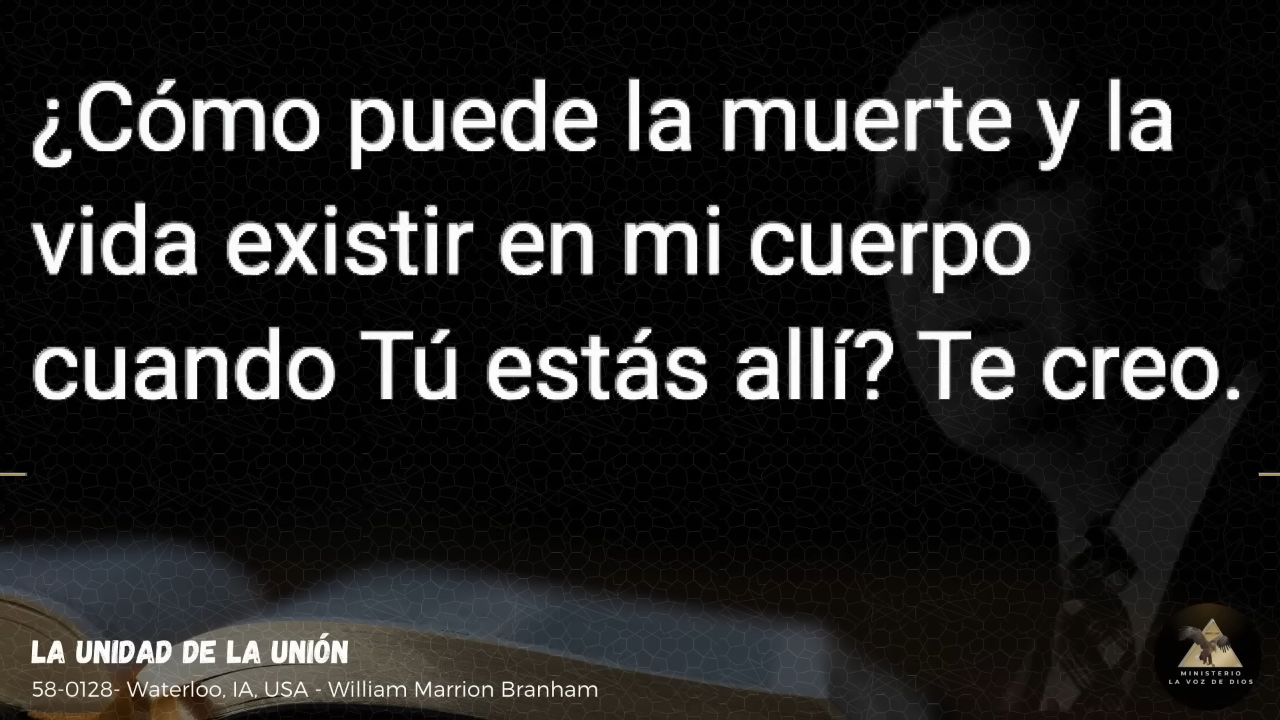 ¿Cómo puede la muerte y la
vida existir en mi cuerpo
cuando Tú estás allí? Te creo.
LA UNIDAD DE LA UNIÓN
58-0128- Waterloo, IA, USA - William Marrion Branham
MINISTERIO
LA VOZ DE DIOS